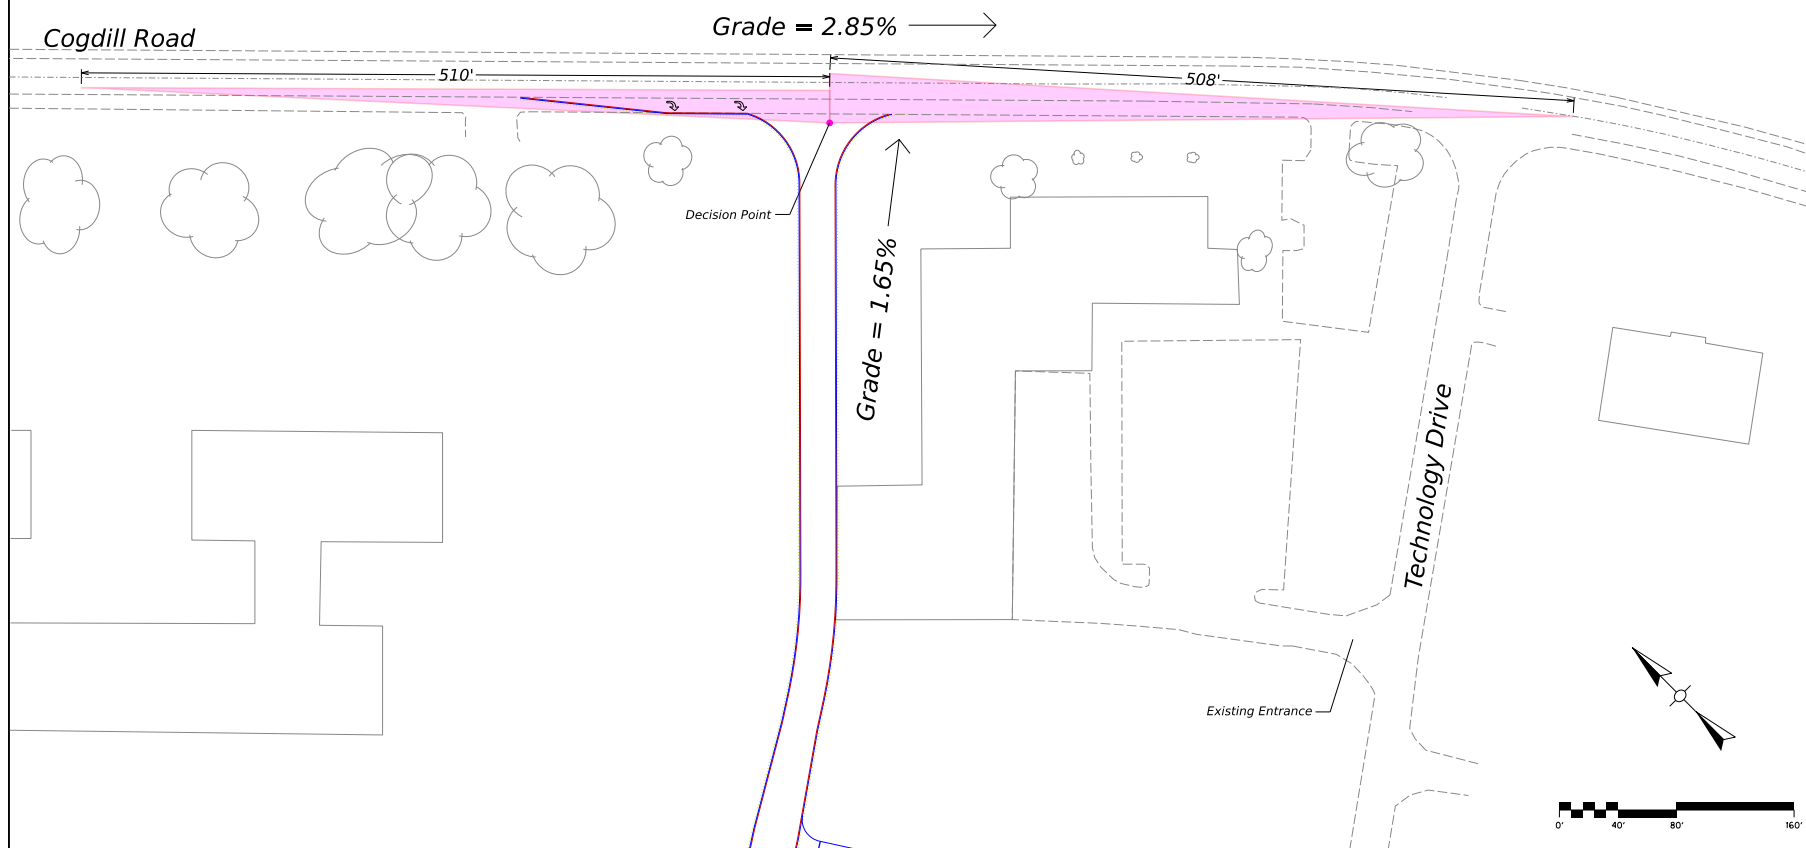 Grade = 2.85%
Cogdill Road
510'
508'
Decision Point
Grade = 1.65%
Technology Drive
Existing Entrance
0' 40' 80' 160'